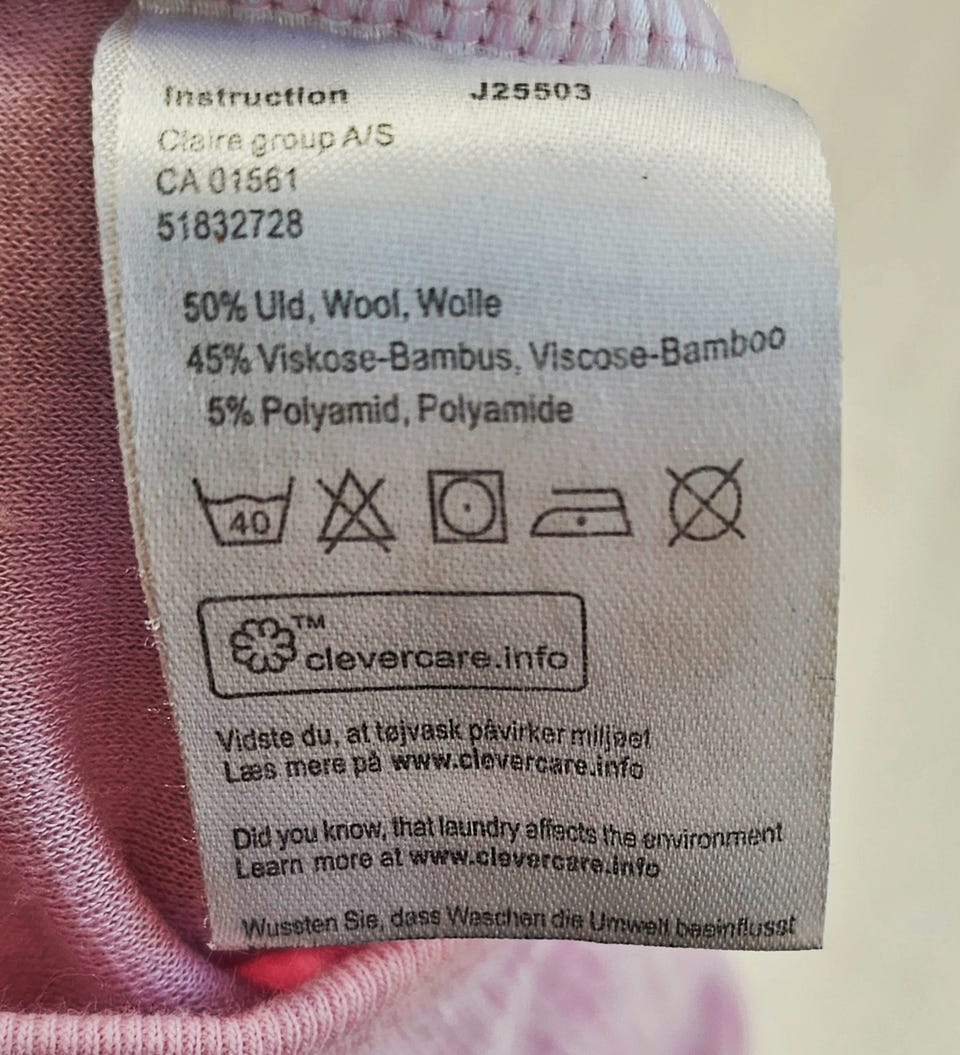 Instruction J25503
Claire group A/S
CA 01561
51832728
50% Uld, Wool, Wolle
45% Viskose-Bambus, Viscose-Bamboo
5% Polyamid, Polyamide
40
TM
clevercare.info
Vidste du, at tøjvask påvirker miljøet
Læs mere på www.clevercare.info
Did you know, that laundry affects the environment
Learn more at www.clevercare.info
Wussten Sie, dass Waschen die Umwelt beeinflusst